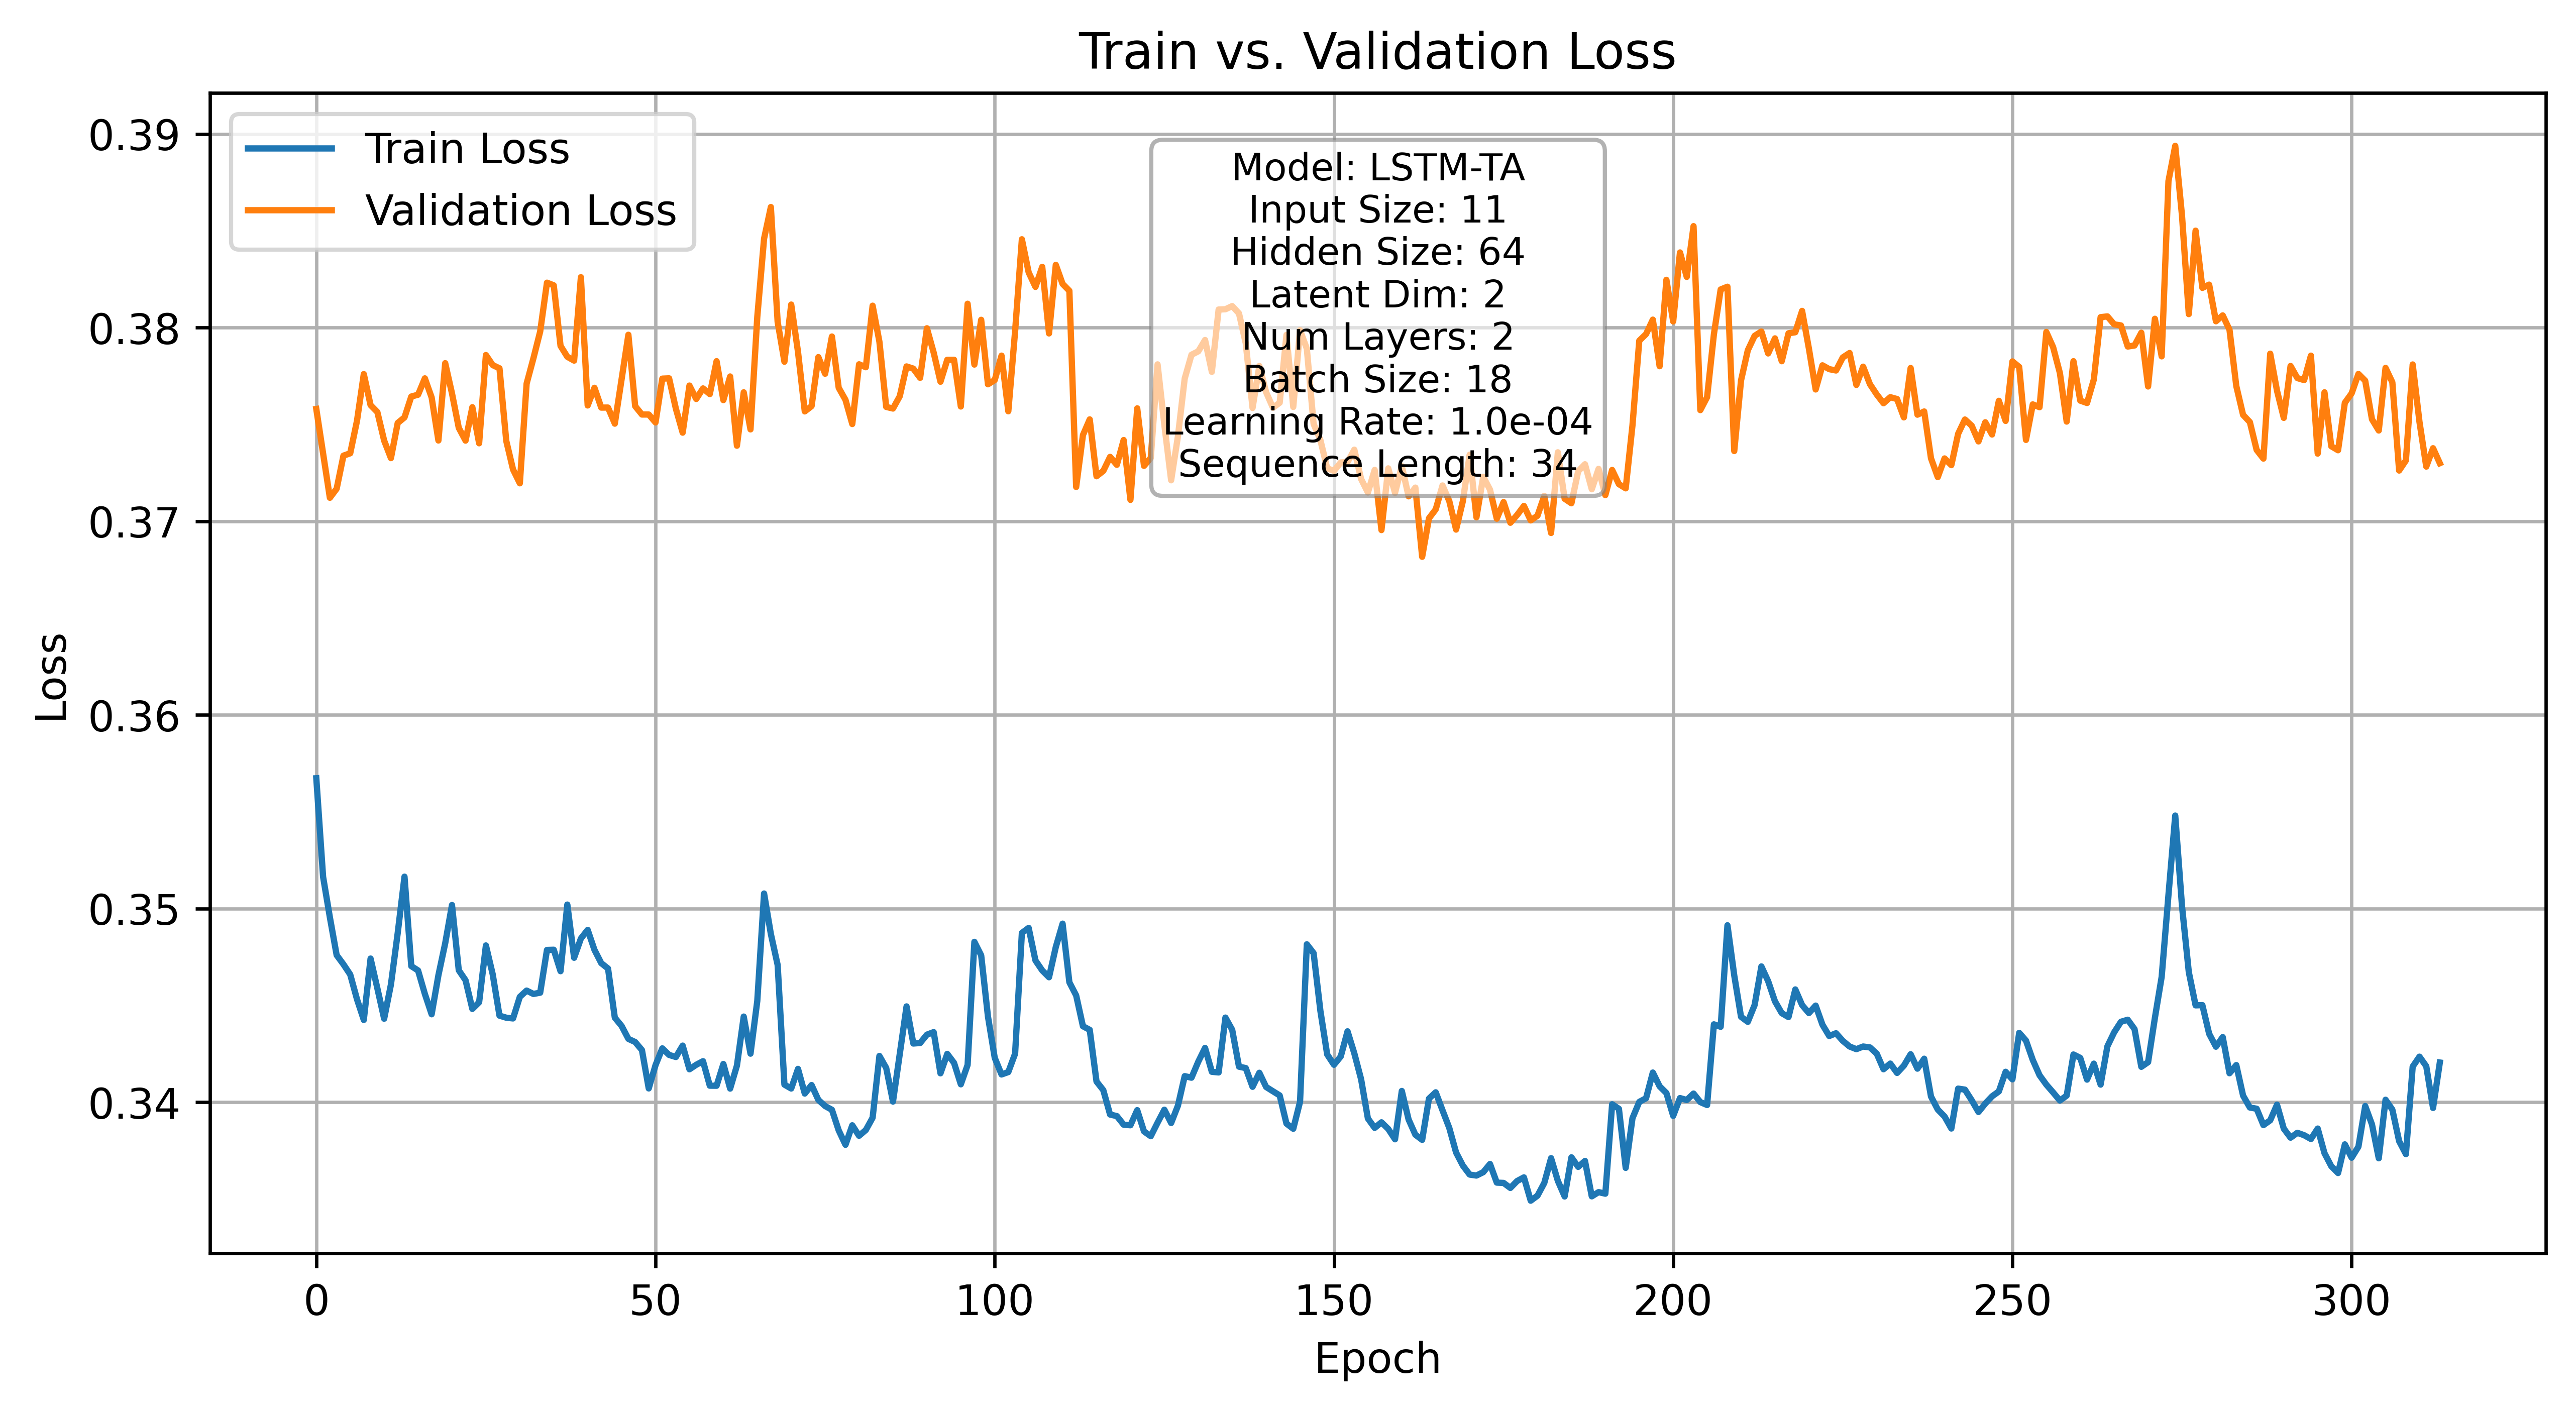 Train vs. Validation Loss
Train Loss
Validation Loss
Model: LSTM-TA
Input Size: 11
Hidden Size: 64
Latent Dim: 2
Num Layers: 2
Batch Size: 18
Learning Rate: 1.0e-04
Sequence Length: 34
0.39
0.38
0.37
0.36
0.35
0.34
Loss
0 50 100 150 200 250 300
Epoch